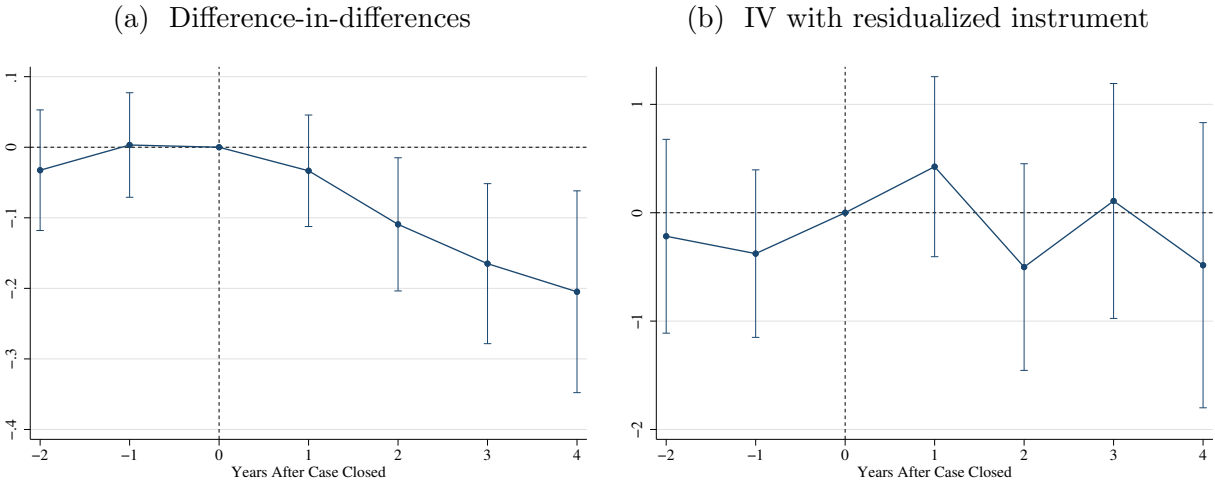 (a) Difference-in-differences
.1
0
-.1
-.2
-.3
-.4
-2 -1 0 1 2 3 4
Years After Case Closed
(b) IV with residualized instrument
1
0
-1
-2
-2 -1 0 1 2 3 4
Years After Case Closed